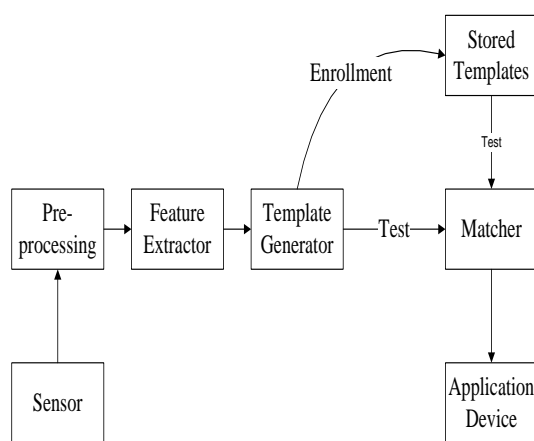 Stored
Templates
Enrollment
Test
Pre-
processing
Feature
Extractor
Template
Generator
Test
Matcher
Sensor
Application
Device